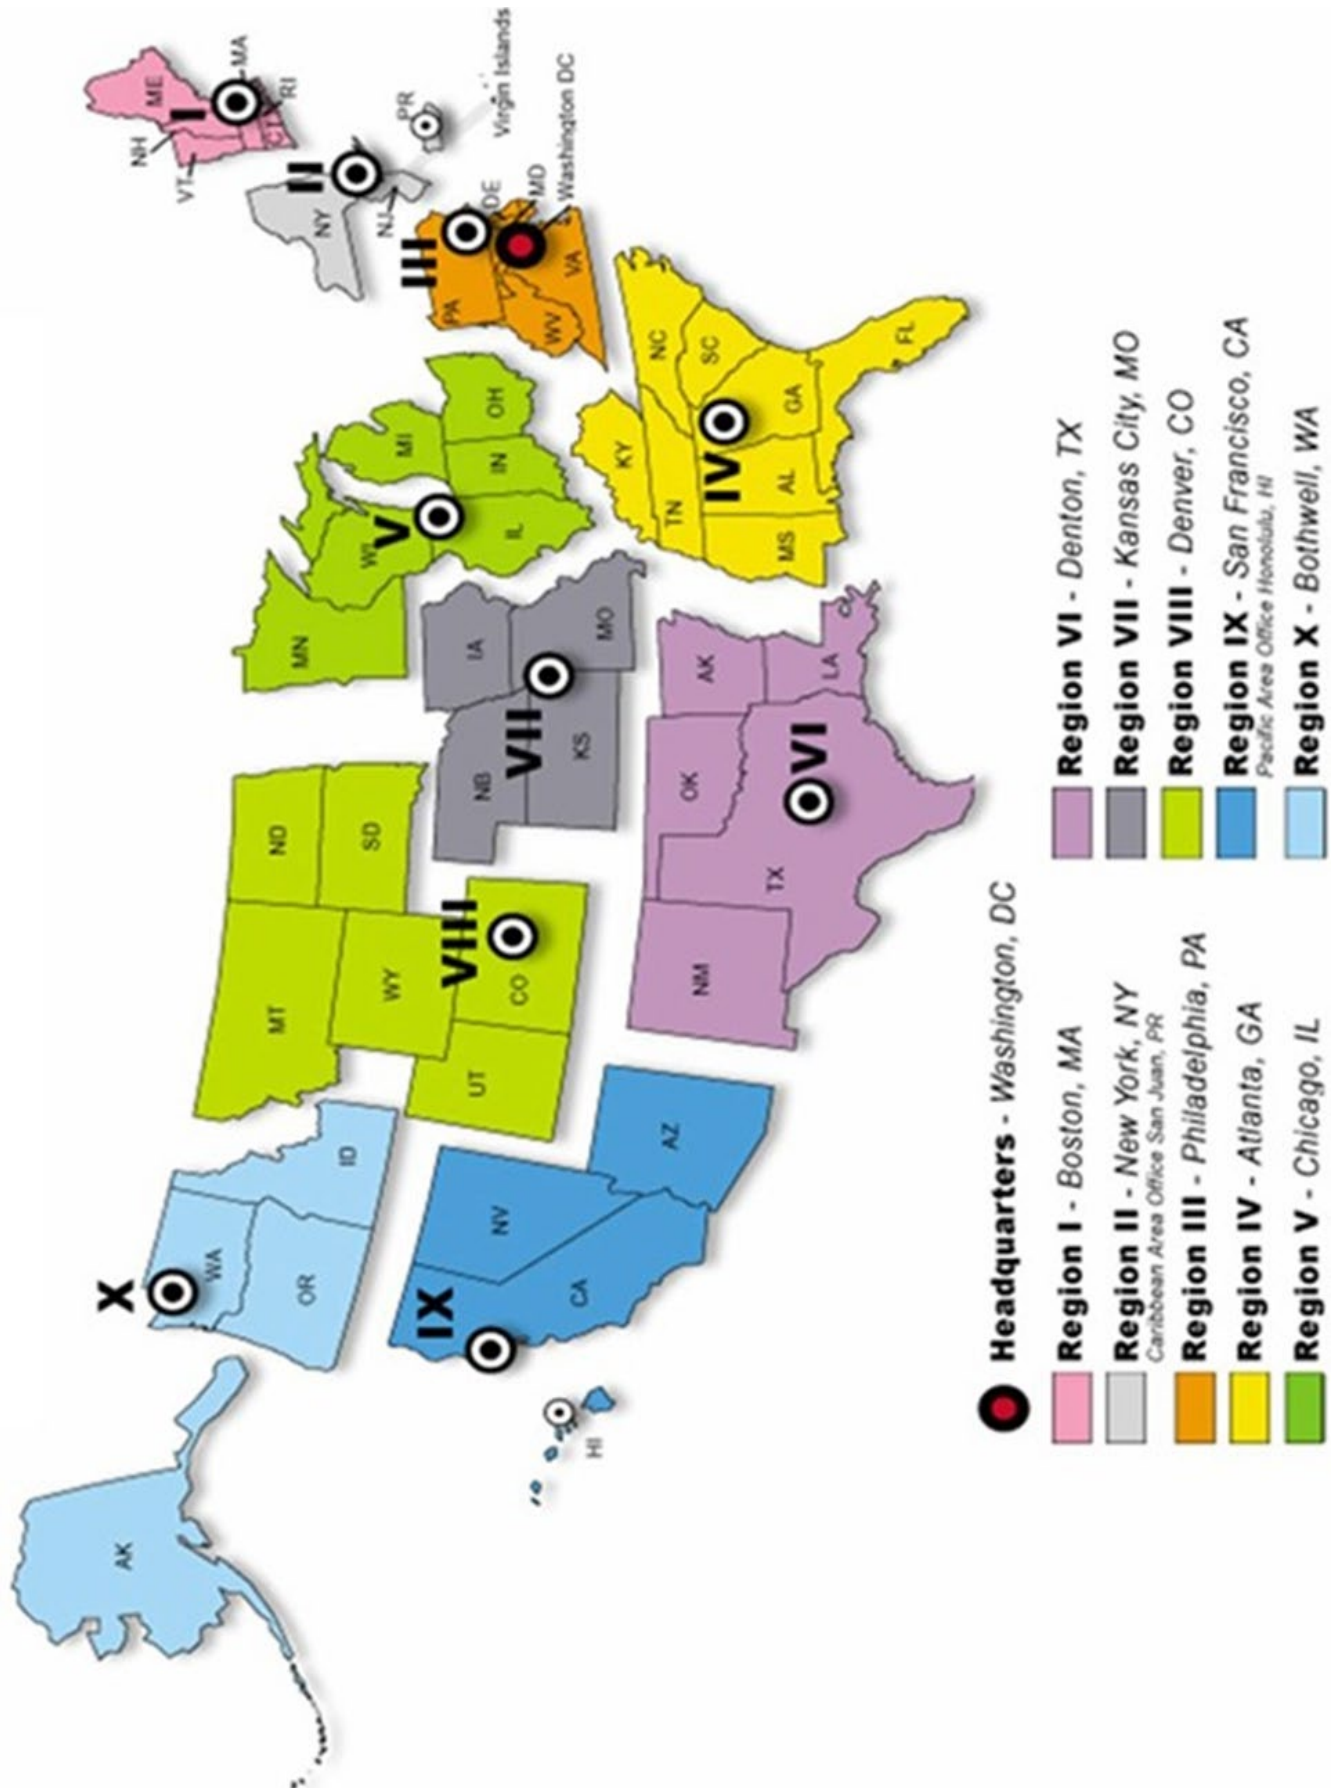 X
WA
OR
ID
AK
IX
NV
CA
AZ
HI
MT
ND
SD
WY
UT
CO
VIII
NB
IA
KS
MO
VII
NM
TX
OK
AK
LA
VI
MN
WI
MI
IL
IN
OH
V
KY
TN
NC
SC
MS
AL
GA
FL
IV
PA
WV
VA
DE
MD
Washington DC
III
NY
NJ
II
PR
Virgin Islands
ME
NH
VT
MA
RI
CT
I
Headquarters - Washington, DC
Region I - Boston, MA
Region II - New York, NY
Caribbean Area Office San Juan, PR
Region III - Philadelphia, PA
Region IV - Atlanta, GA
Region V - Chicago, IL
Region VI - Denton, TX
Region VII - Kansas City, MO
Region VIII - Denver, CO
Region IX - San Francisco, CA
Pacific Area Office Honolulu, HI
Region X - Bothwell, WA